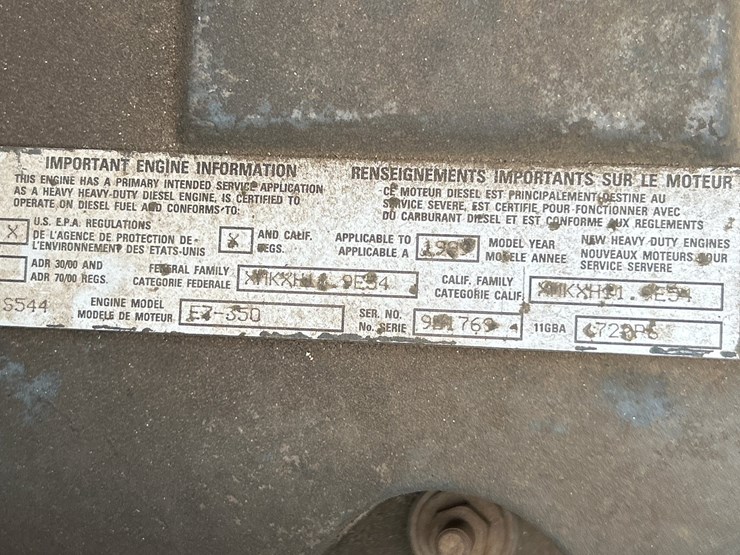 IMPORTANT ENGINE INFORMATION
THIS ENGINE HAS A PRIMARY INTENDED SERVICE APPLICATION
AS A HEAVY HEAVY-DUTY DIESEL ENGINE, IS CERTIFIED TO
OPERATE ON DIESEL FUEL AND CONFORMS TO:
RENSEIGNEMENTS IMPORTANTS SUR LE MOTEUR
CE MOTEUR DIESEL EST PRINCIPALEMENT DESTINE AU
SERVICE SEVERE, EST CERTIFIE POUR FONCTIONNER AVEC
DU CARBURANT DIESEL ET EST CONFORME AUX REGLEMENTS
X
U.S. E.P.A. REGULATIONS
DE L'AGENCE DE PROTECTION DE
L'ENVIRONNEMENT DES ETATS-UNIS
X
AND CALIF.
REGS.
APPLICABLE TO
APPLICABLE A
MODEL YEAR
MODELE ANNEE
NEW HEAVY DUTY ENGINES
NOUVEAUX MOTEURS POUR
SERVICE SERVERE
ADR 30/00 AND
ADR 70/00 REGS.
FEDERAL FAMILY
CATEGORIE FEDERALE
CALIF. FAMILY
CATEGORIE CALIF.
S544
ENGINE MODEL
MODELE DE MOTEUR
E7-350
SER. NO.
No. SERIE
11GBA